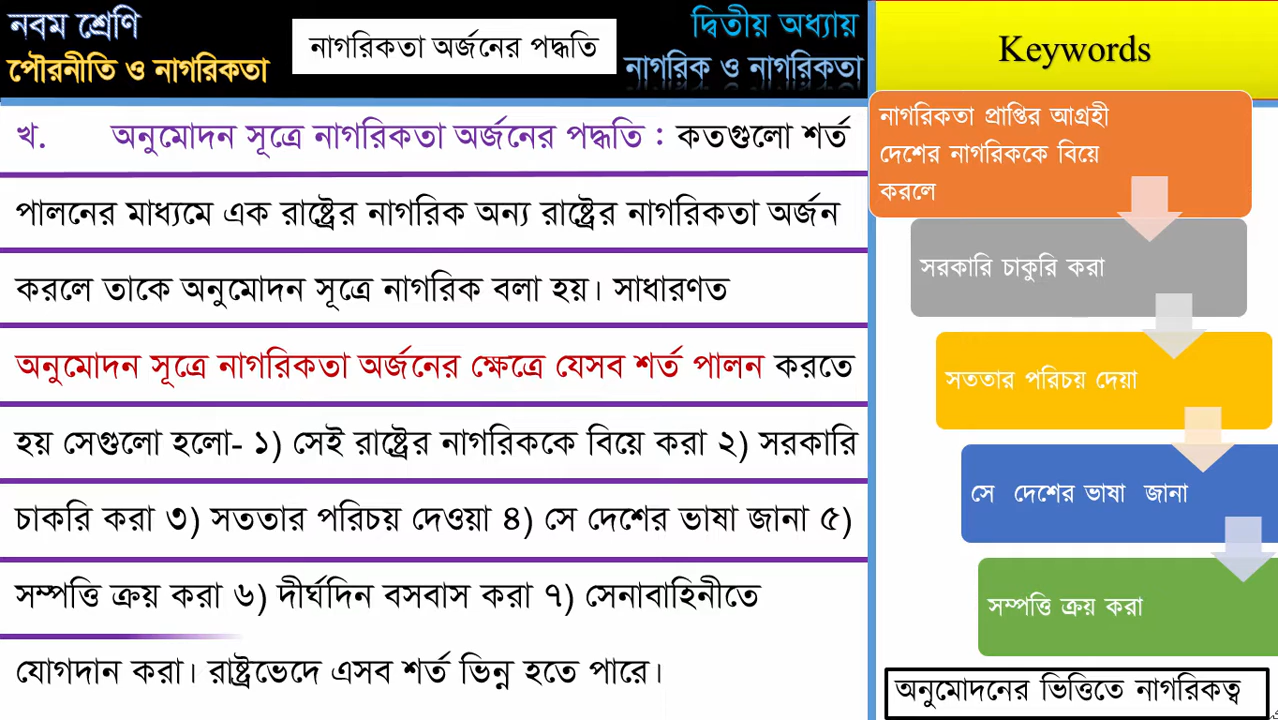 নবম শ্রেণি
পৌরনীতি ও নাগরিকতা
নাগরিকতা অর্জনের পদ্ধতি
দ্বিতীয় অধ্যায়
নাগরিক ও নাগরিকতা
খ. অনুমোদন সূত্রে নাগরিকতা অর্জনের পদ্ধতি : কতগুলো শর্ত
পালনের মাধ্যমে এক রাষ্ট্রের নাগরিক অন্য রাষ্ট্রের নাগরিকতা অর্জন
করলে তাকে অনুমোদন সূত্রে নাগরিক বলা হয়। সাধারণত
অনুমোদন সূত্রে নাগরিকতা অর্জনের ক্ষেত্রে যেসব শর্ত পালন করতে
হয় সেগুলো হলো- ১) সেই রাষ্ট্রের নাগরিককে বিয়ে করা ২) সরকারি
চাকরি করা ৩) সততার পরিচয় দেওয়া ৪) সে দেশের ভাষা জানা ৫)
সম্পত্তি ক্রয় করা ৬) দীর্ঘদিন বসবাস করা ৭) সেনাবাহিনীতে
যোগদান করা। রাষ্ট্রভেদে এসব শর্ত ভিন্ন হতে পারে।
Keywords
নাগরিকতা প্রাপ্তির আগ্রহী
দেশের নাগরিককে বিয়ে
করলে
সরকারি চাকুরি করা
সততার পরিচয় দেয়া
সে দেশের ভাষা জানা
সম্পত্তি ক্রয় করা
অনুমোদনের ভিত্তিতে নাগরিকত্ব